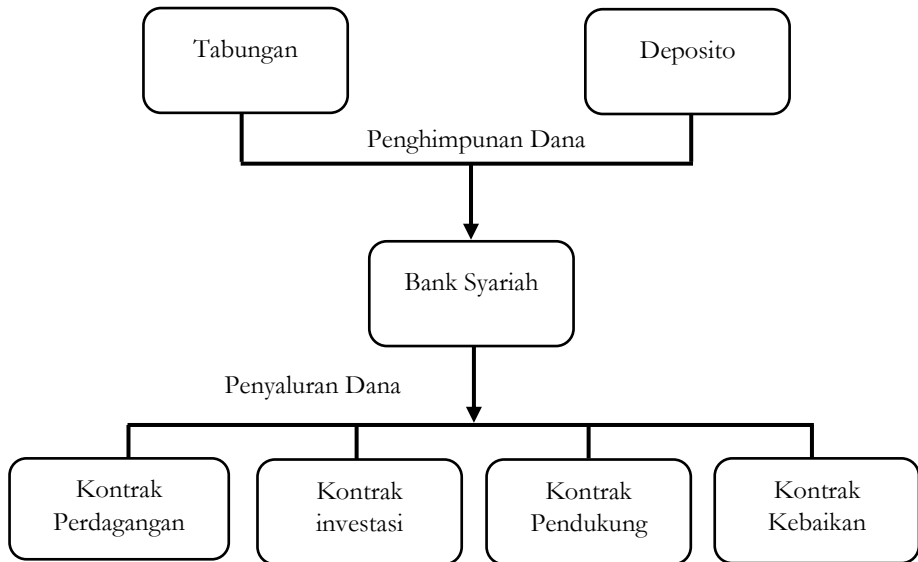 Tabungan
Deposito
Penghimpunan Dana
Bank Syariah
Penyaluran Dana
Kontrak
Perdagangan
Kontrak
investasi
Kontrak
Pendukung
Kontrak
Kebaikan